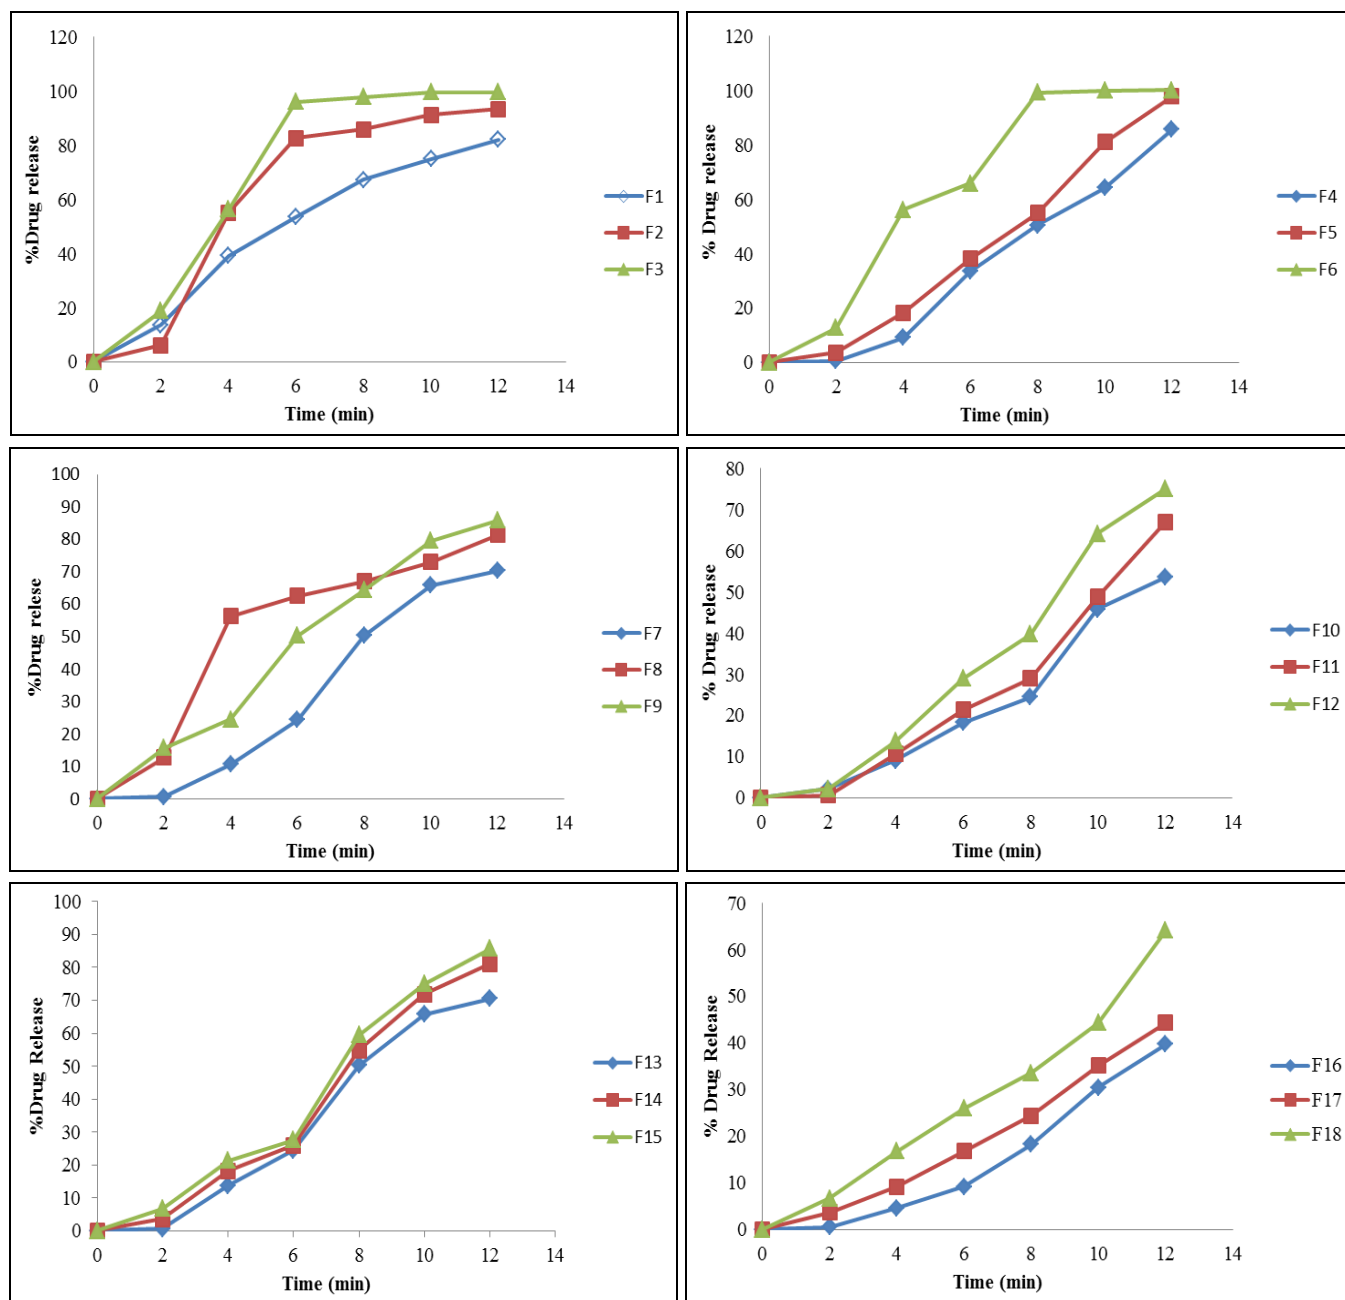 120
100
80
60
40
20
0
%Drug release
0 2 4 6 8 10 12 14
Time (min)
F1
F2
F3
120
100
80
60
40
20
0
% Drug release
0 2 4 6 8 10 12 14
Time (min)
F4
F5
F6
100
90
80
70
60
50
40
30
20
10
0
%Drug relese
0 2 4 6 8 10 12 14
Time (min)
F7
F8
F9
80
70
60
50
40
30
20
10
0
% Drug release
0 2 4 6 8 10 12 14
Time (min)
F10
F11
F12
100
90
80
70
60
50
40
30
20
10
0
%Drug Release
0 2 4 6 8 10 12 14
Time (min)
F13
F14
F15
70
60
50
40
30
20
10
0
% Drug Release
0 2 4 6 8 10 12 14
Time (min)
F16
F17
F18